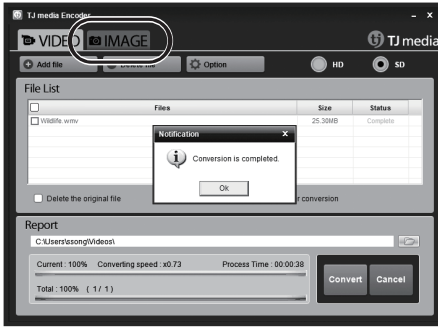 TJ media Encoder
VIDEO IMAGE TJ media
Add file Delete file Option HD SD
File List
Files Size Status
Wildlife.wmv 25.30MB Complete
Notification X
Conversion is completed.
Ok
Delete the original file r conversion
Report
C:\Users\ssong\Videos\
Current : 100% Converting speed : x0.73 Process Time : 00:00:38
Total : 100% ( 1 / 1 )
Convert Cancel